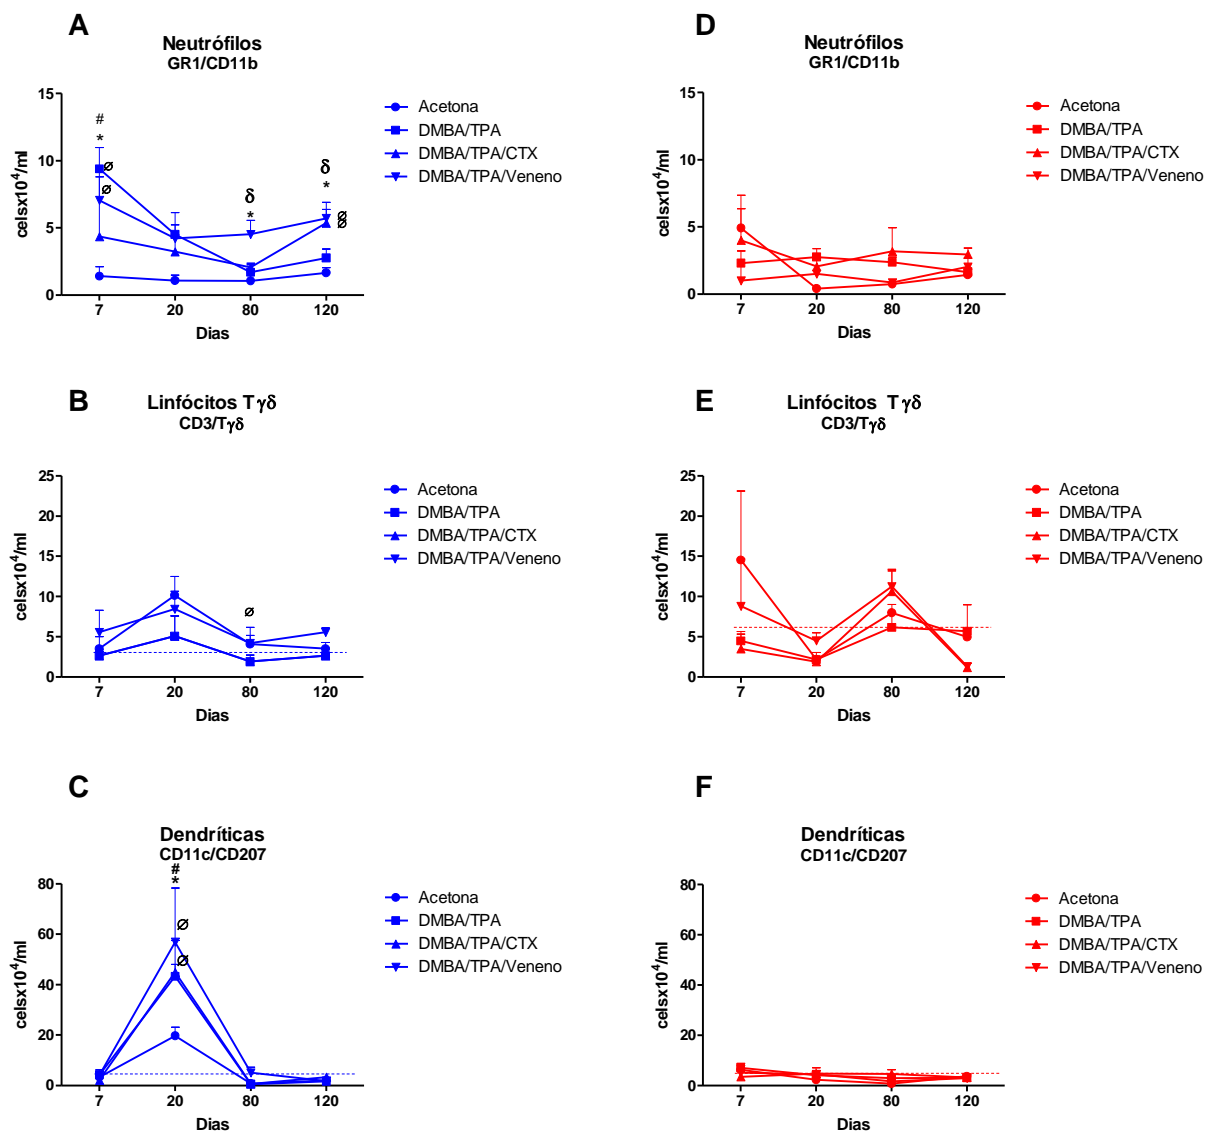 A
Neutrófilos
GR1/CD11b
15
10
5
0
celsx10⁴/ml
#
*
⌀
⌀
δ
*
δ
*
⌀
⌀
7 20 80 120
Dias
Acetona
DMBA/TPA
DMBA/TPA/CTX
DMBA/TPA/Veneno
D
Neutrófilos
GR1/CD11b
15
10
5
0
celsx10⁴/ml
7 20 80 120
Dias
Acetona
DMBA/TPA
DMBA/TPA/CTX
DMBA/TPA/Veneno
B
Linfócitos Tγδ
CD3/Tγδ
25
20
15
10
5
0
celsx10⁴/ml
⌀
7 20 80 120
Dias
Acetona
DMBA/TPA
DMBA/TPA/CTX
DMBA/TPA/Veneno
E
Linfócitos Tγδ
CD3/Tγδ
25
20
15
10
5
0
celsx10⁴/ml
7 20 80 120
Dias
Acetona
DMBA/TPA
DMBA/TPA/CTX
DMBA/TPA/Veneno
C
Dendríticas
CD11c/CD207
#
*
⌀
⌀
80
60
40
20
0
celsx10⁴/ml
7 20 80 120
Dias
Acetona
DMBA/TPA
DMBA/TPA/CTX
DMBA/TPA/Veneno
F
Dendríticas
CD11c/CD207
80
60
40
20
0
celsx10⁴/ml
7 20 80 120
Dias
Acetona
DMBA/TPA
DMBA/TPA/CTX
DMBA/TPA/Veneno